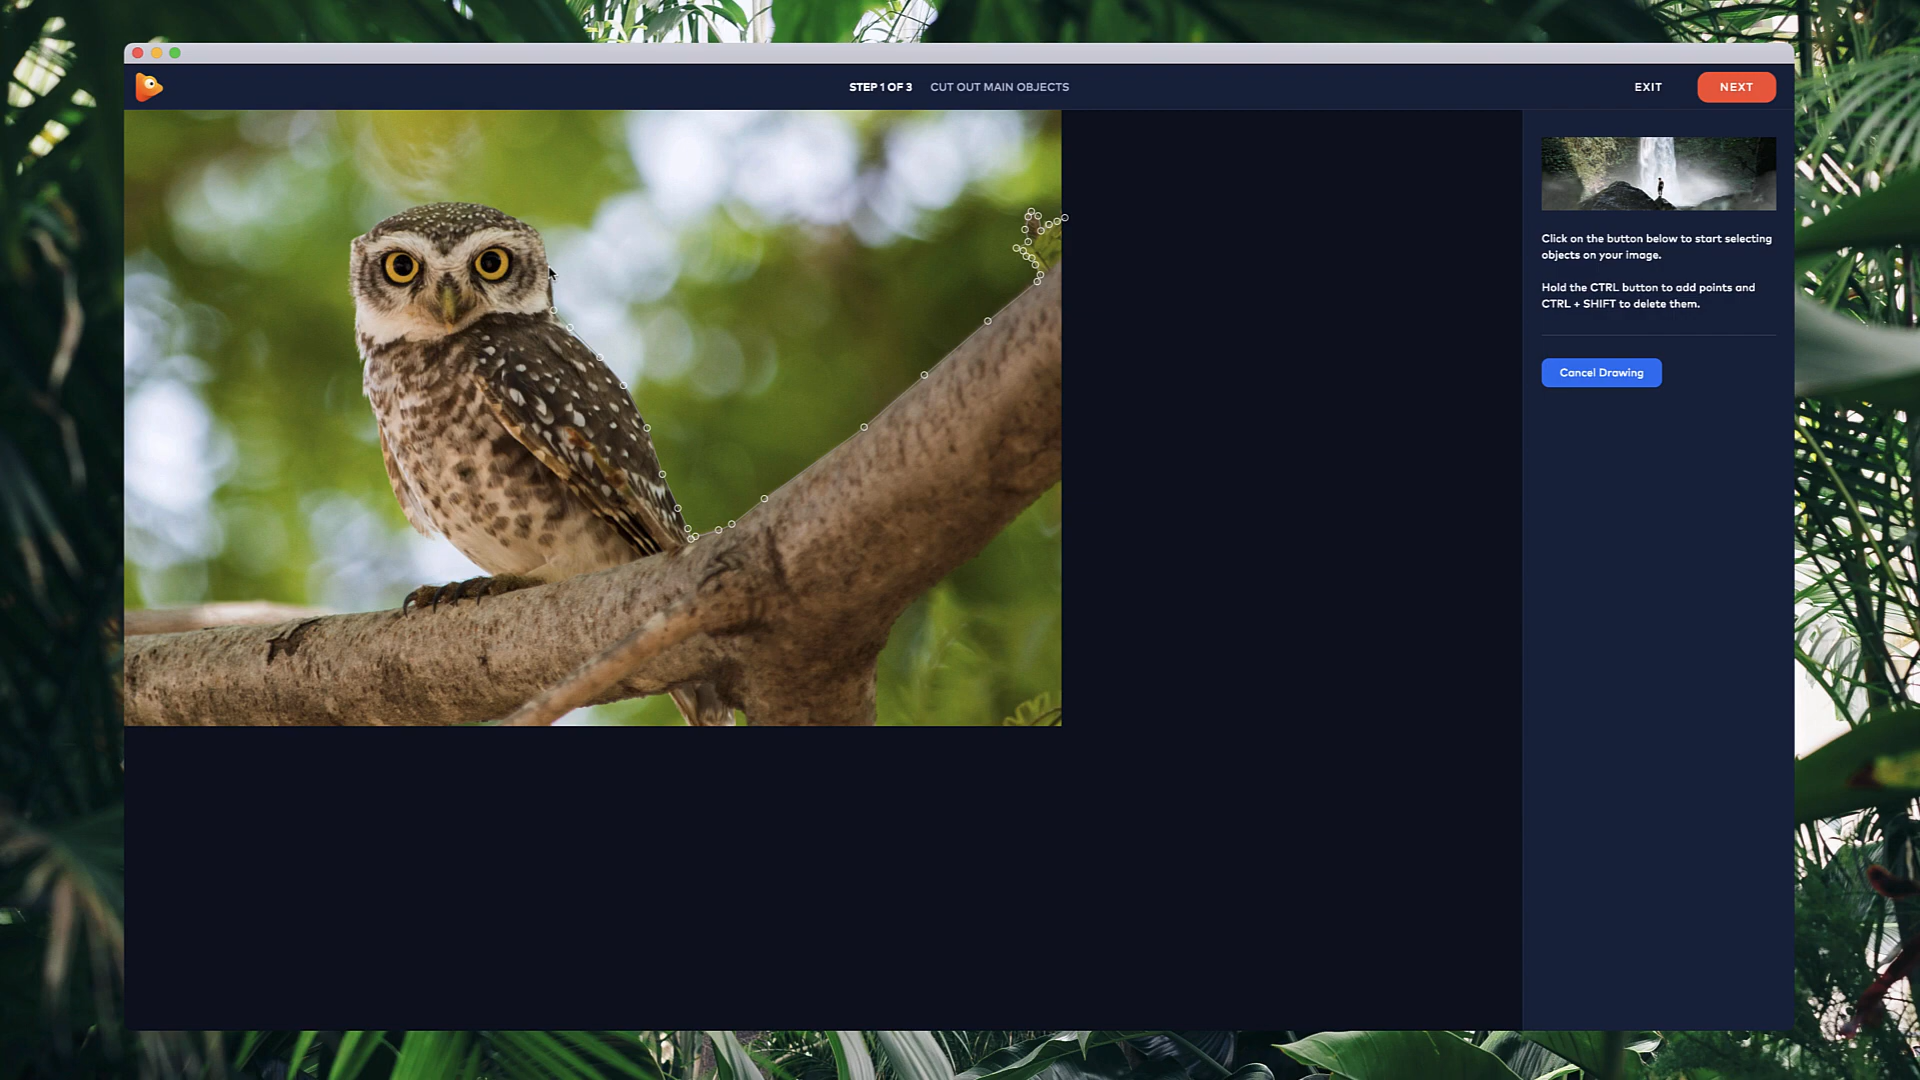 STEP 1 OF 3 CUT OUT MAIN OBJECTS
EXIT
NEXT
Click on the button below to start selecting
objects on your image.
Hold the CTRL button to add points and
CTRL + SHIFT to delete them.
Cancel Drawing